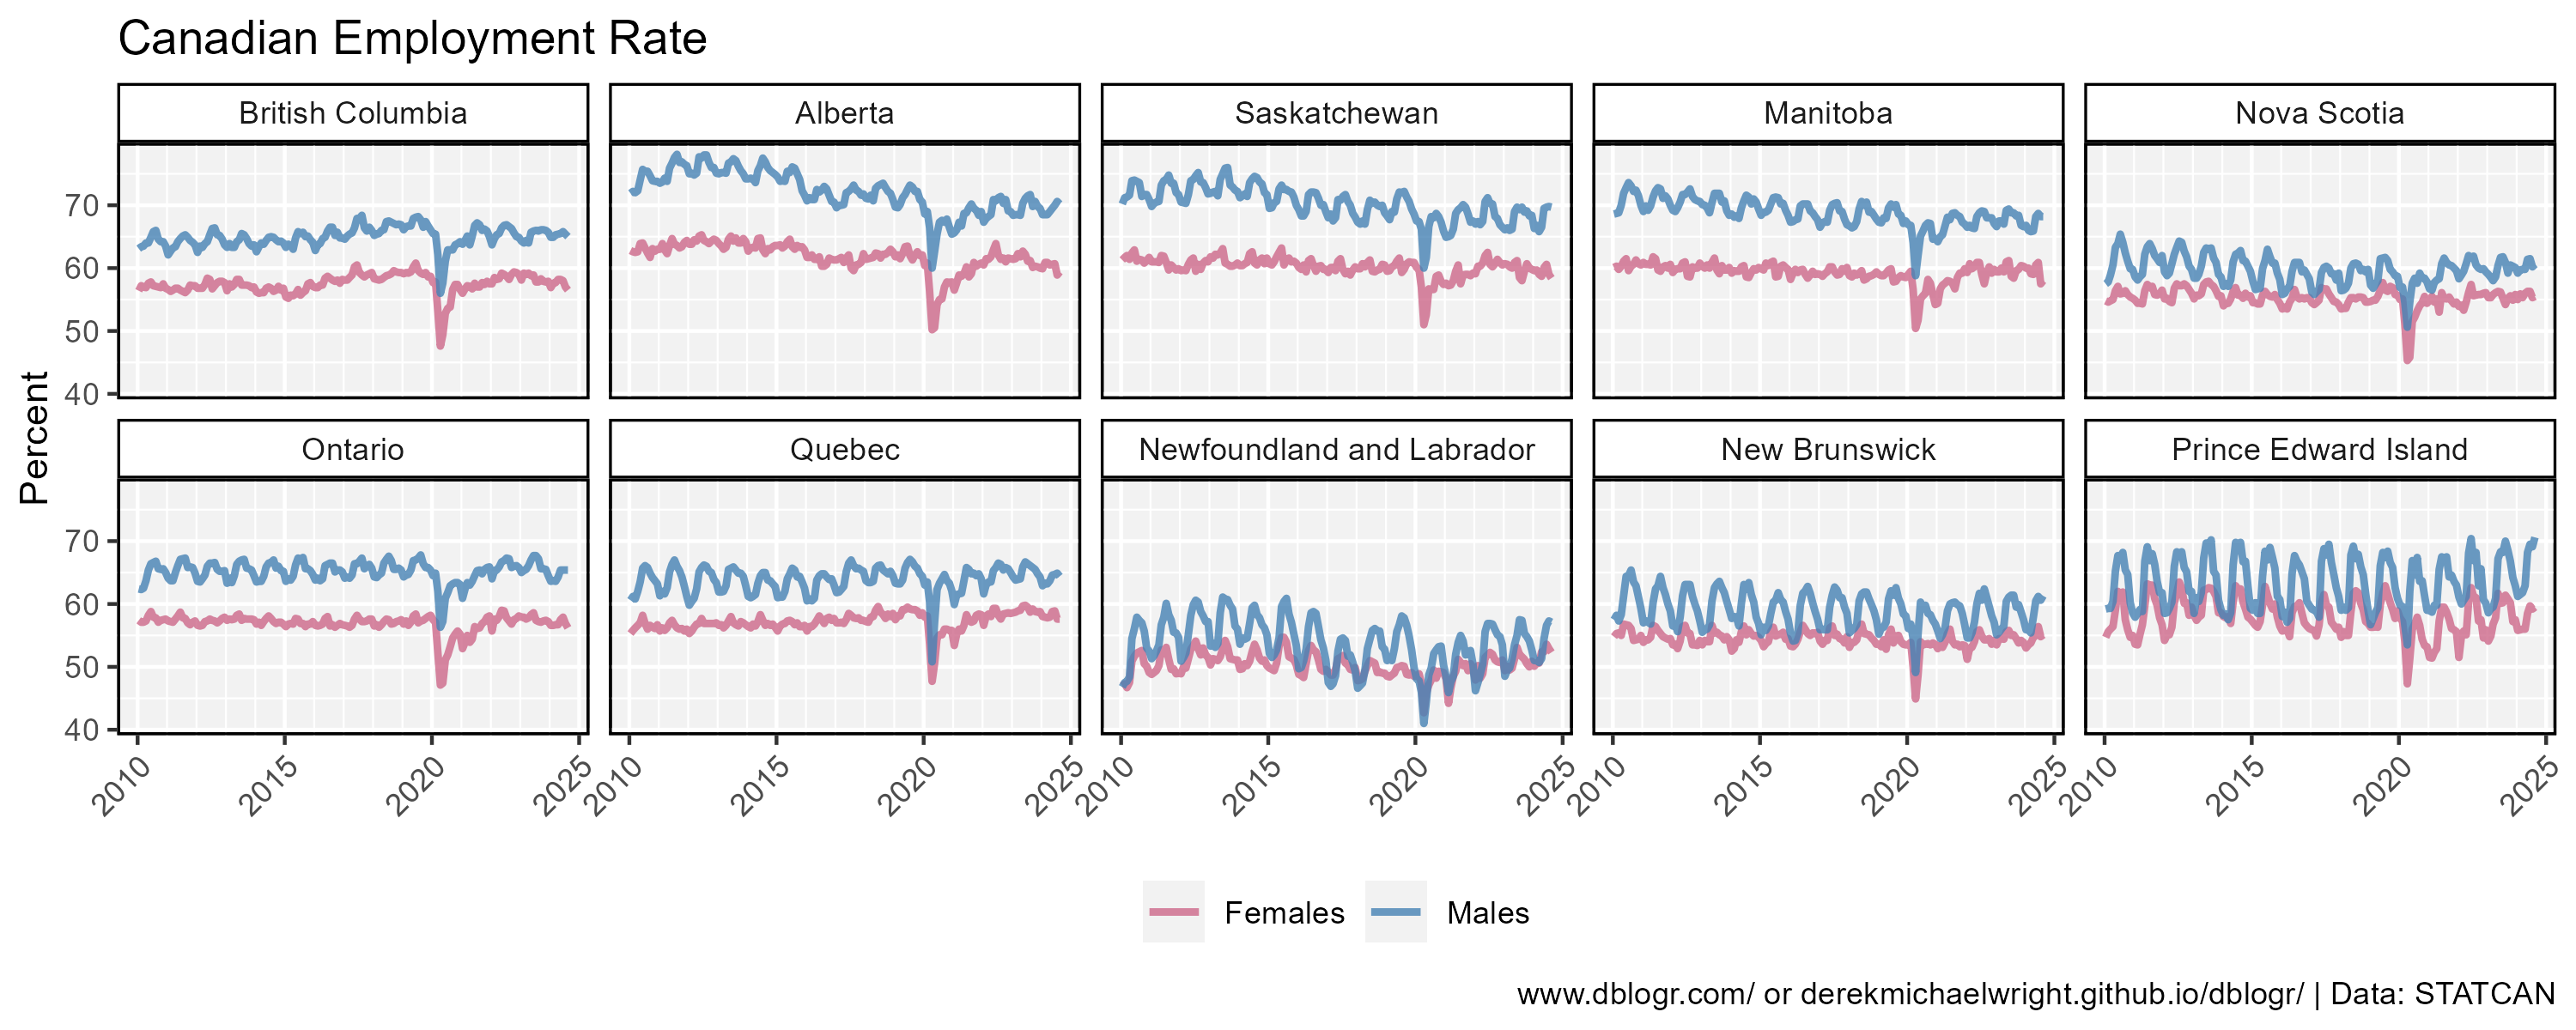 Canadian Employment Rate
British Columbia
Alberta
Saskatchewan
Manitoba
Nova Scotia
70
60
50
40
Percent
Ontario
Quebec
Newfoundland and Labrador
New Brunswick
Prince Edward Island
70
60
50
40
2010 2015 2020 2025
2010 2015 2020 2025
2010 2015 2020 2025
2010 2015 2020 2025
2010 2015 2020 2025
Females Males
www.dblogr.com/ or derekmichaelwright.github.io/dblogr/ | Data: STATCAN